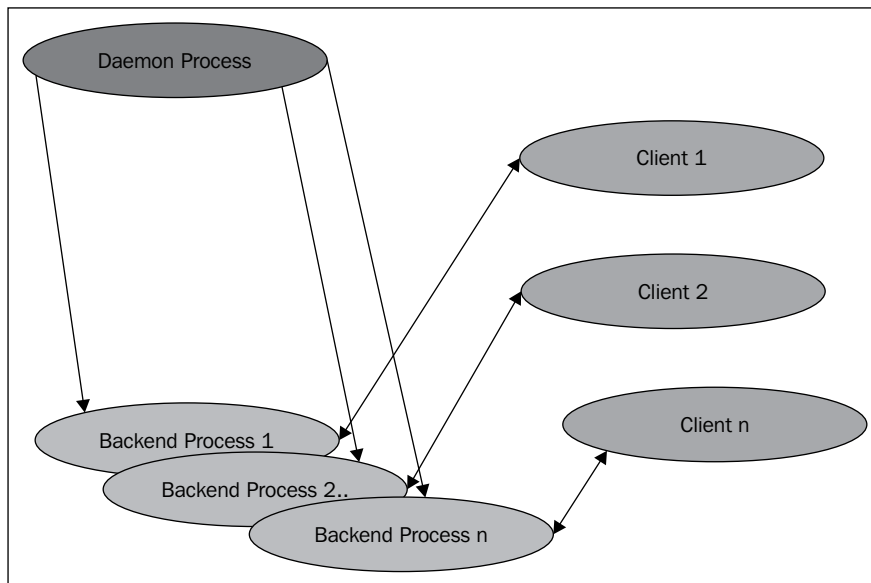 Daemon Process
Client 1
Client 2
Client n
Backend Process 1
Backend Process 2..
Backend Process n